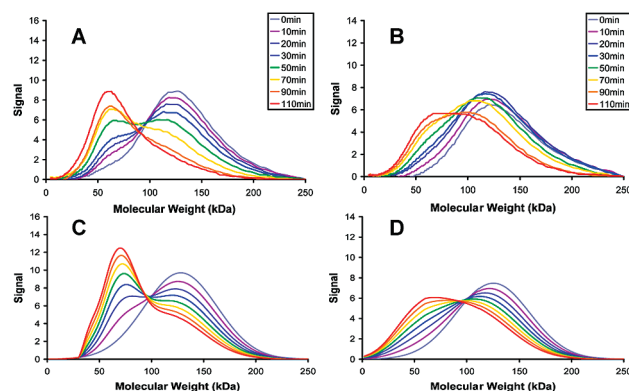 A
0min
10min
20min
30min
50min
70min
90min
110min
Signal
16
14
12
10
8
6
4
2
0
0 50 100 150 200 250
Molecular Weight (kDa)
B
0min
10min
20min
30min
50min
70min
90min
110min
Signal
16
14
12
10
8
6
4
2
0
0 50 100 150 200 250
Molecular Weight (kDa)
C
Signal
16
14
12
10
8
6
4
2
0
0 50 100 150 200 250
Molecular Weight (kDa)
D
Signal
16
14
12
10
8
6
4
2
0
0 50 100 150 200 250
Molecular Weight (kDa)